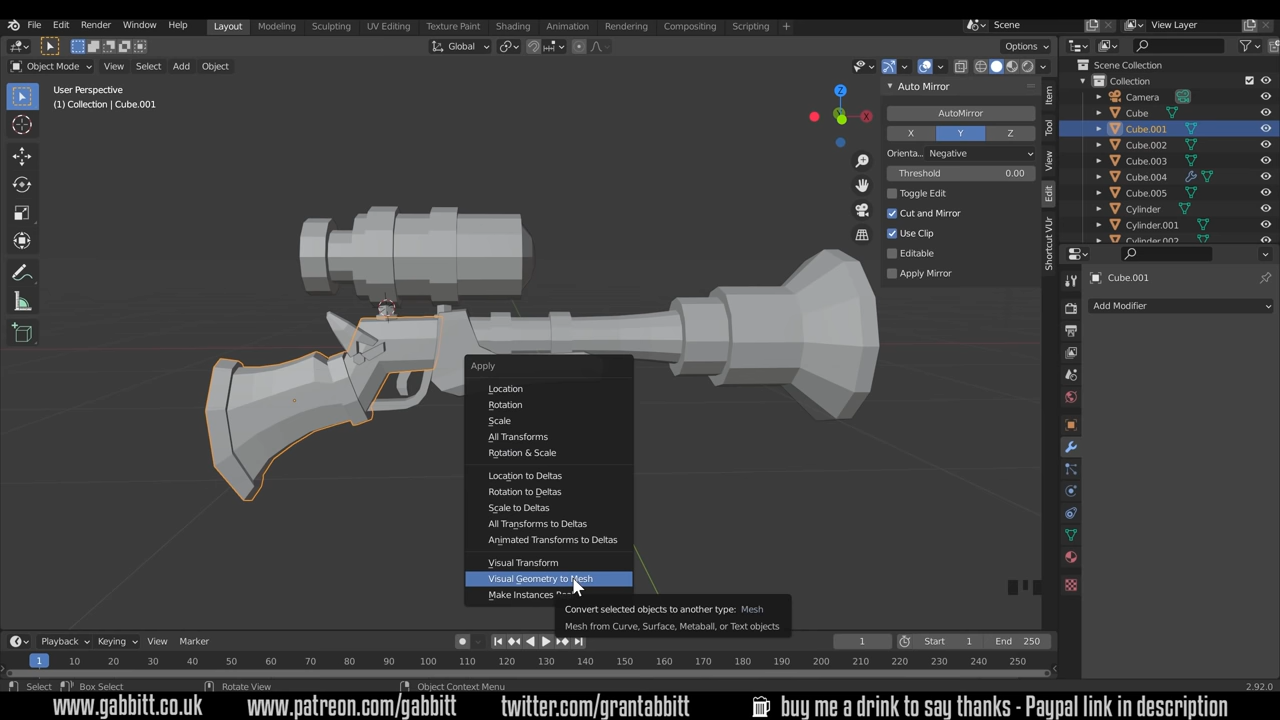 File Edit Render Window Help Layout Modeling Sculpting UV Editing Texture Paint Shading Animation Rendering Compositing Scripting + Scene View Layer
Global Options
Object Mode View Select Add Object
User Perspective
(1) Collection | Cube.001
Z
X
Auto Mirror
AutoMirror
X Y Z
Orienta... Negative
Threshold 0.00
Toggle Edit
Cut and Mirror
Use Clip
Editable
Apply Mirror
Item
Tool
View
Edit
Shortcut VUr
Scene Collection
Collection
Camera
Cube
Cube.001
Cube.002
Cube.003
Cube.004
Cube.005
Cylinder
Cylinder.001
Cylinder.002
Cube.001
Add Modifier
Apply
Location
Rotation
Scale
All Transforms
Rotation & Scale
Location to Deltas
Rotation to Deltas
Scale to Deltas
All Transforms to Deltas
Animated Transforms to Deltas
Visual Transform
Visual Geometry to Mesh
Make Instances
Convert selected objects to another type: Mesh
Mesh from Curve, Surface, Metaball, or Text objects
Playback Keying View Marker 1 Start 1 End 250
1 10 20 30 40 50 60 70 80 90 100 110 120 130 140 150 160 170 180 190 200 210 220 230 240 250
Select Box Select Rotate View Object Context Menu 2.92.0
www.gabbitt.co.uk www.patreon.com/gabbitt twitter.com/grantabbitt buy me a drink to say thanks - Paypal link in description